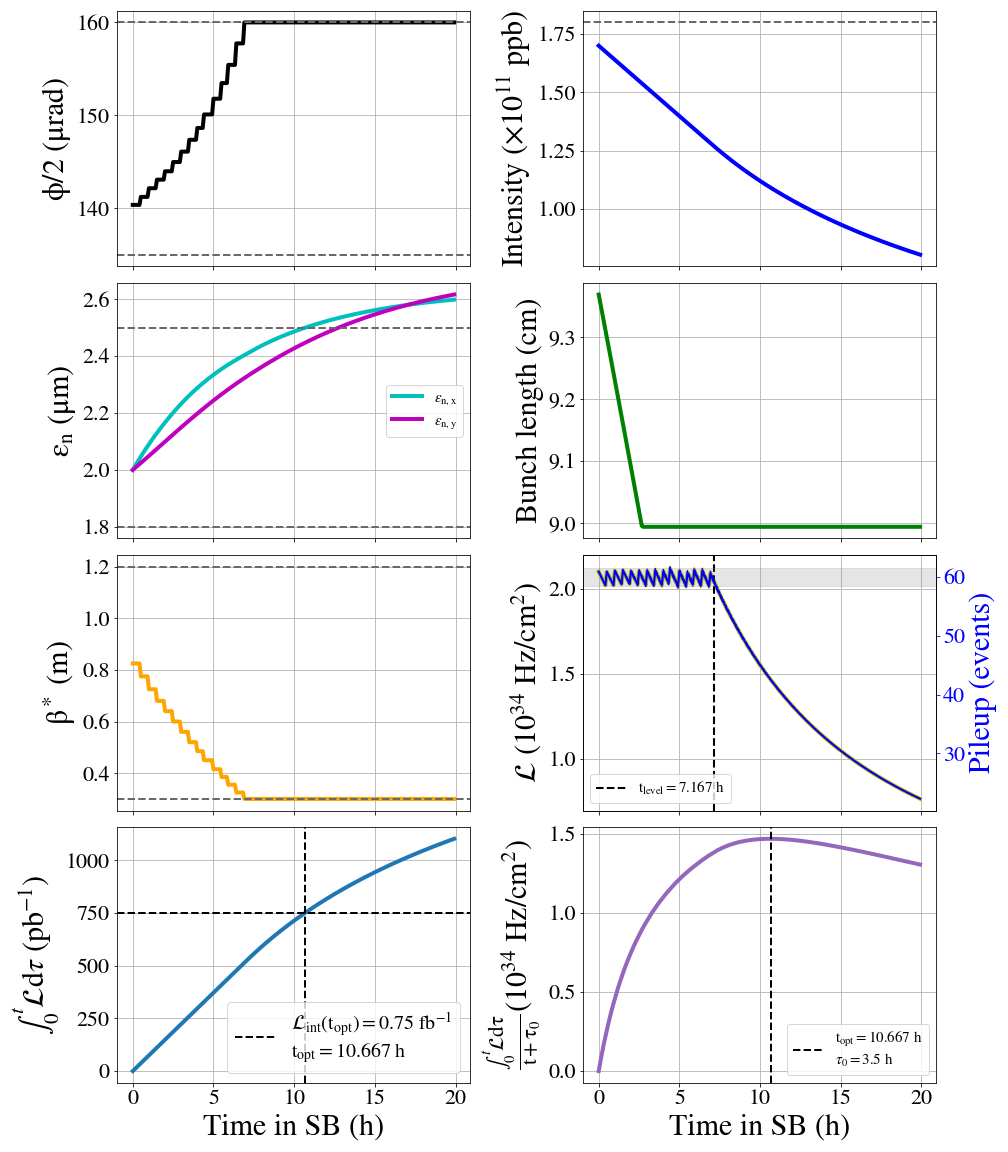 ϕ/2 (μrad)
160
150
140
Intensity (×10¹¹ ppb)
1.75
1.50
1.25
1.00
εₙ (μm)
2.6
2.4
2.2
2.0
1.8
εn, x
εn, y
Bunch length (cm)
9.3
9.2
9.1
9.0
β* (m)
1.2
1.0
0.8
0.6
0.4
ℒ (10³⁴ Hz/cm²)
2.0
1.5
1.0
t_level = 7.167 h
60
50
40
30
Pileup (events)
∫₀ᵗ ℒdτ (pb⁻¹)
1000
750
500
250
0
ℒ_int(t_opt) = 0.75 fb⁻¹
t_opt = 10.667 h
0 5 10 15 20
Time in SB (h)
∫₀ᵗ ℒdτ / t+τ₀ (10³⁴ Hz/cm²)
1.5
1.0
0.5
0.0
t_opt = 10.667 h
τ₀ = 3.5 h
0 5 10 15 20
Time in SB (h)